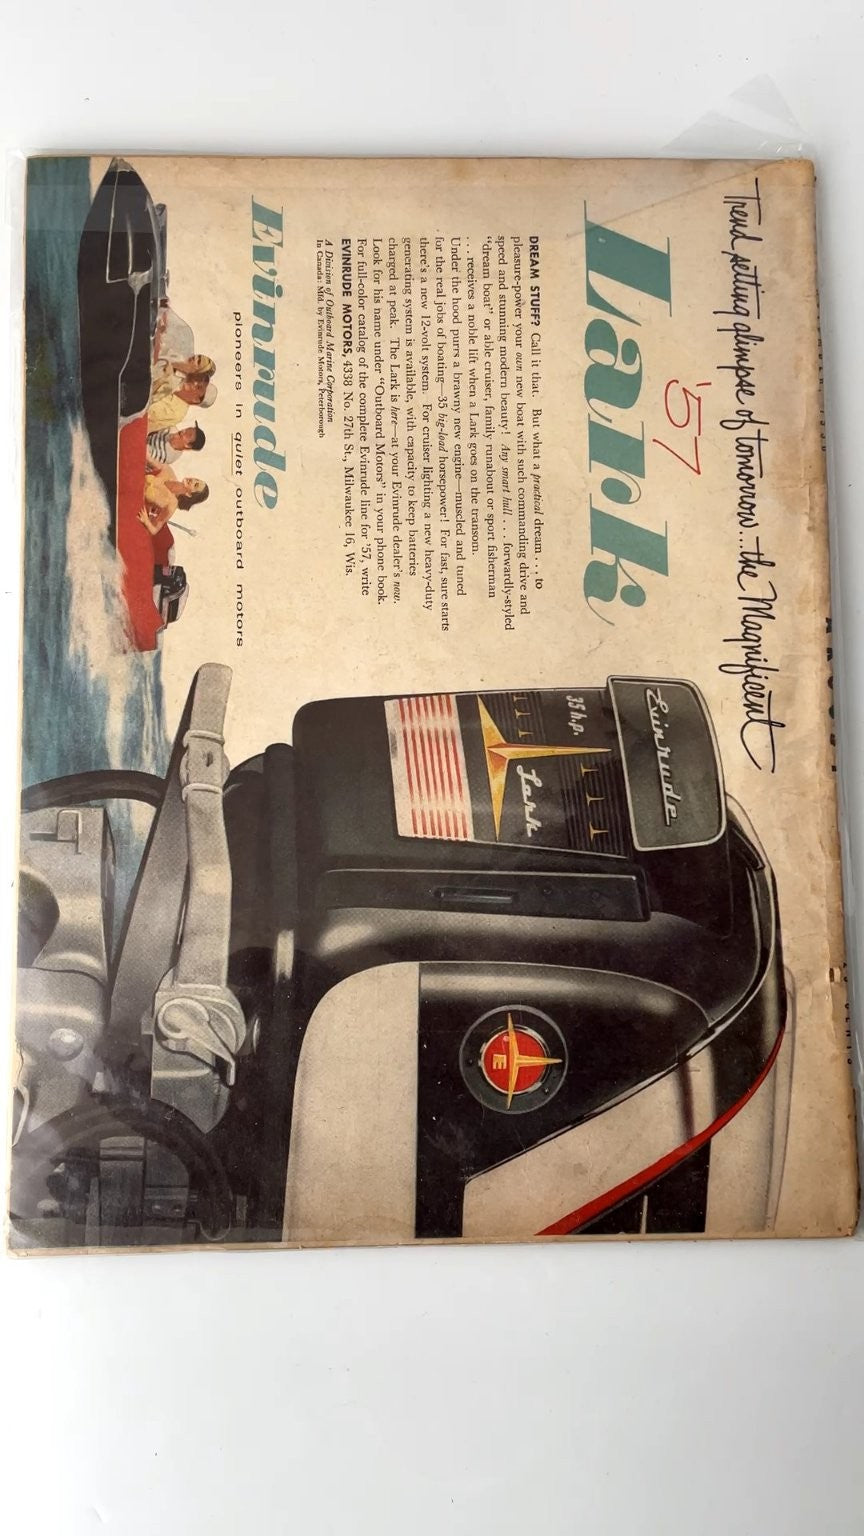 Trend setting glimpse of tomorrow...the Magnificent
Lark
'57
DREAM STUFF? Call it that. But what a practical dream . . . to
pleasure-power your own new boat with such commanding drive and
speed and stunning modern beauty! Any smart hull . . . forwardly-styled
"dream boat" or able cruiser, family runabout or sport fisherman
. . . receives a noble lift when a Lark goes on the transom.
Under the hood purrs a brawny new engine—muscled and tuned
for the real jobs of boating—35 big-load horsepower! For fast, sure starts
there's a new 12-volt system. For cruiser lighting a new heavy-duty
generating system is available, with capacity to keep batteries
charged at peak. The Lark is here—at your Evinrude dealer's now.
Look for his name under "Outboard Motors" in your phone book.
For full-color catalog of the complete Evinrude line for '57, write
EVINRUDE MOTORS, 4338 No. 27th St., Milwaukee 16, Wis.
A Division of Outboard Marine Corporation
In Canada: Mfd. by Evinrude Motors, Peterborough
Evinrude
pioneers in quiet outboard motors
Evinrude
35 h.p.
Lark
E